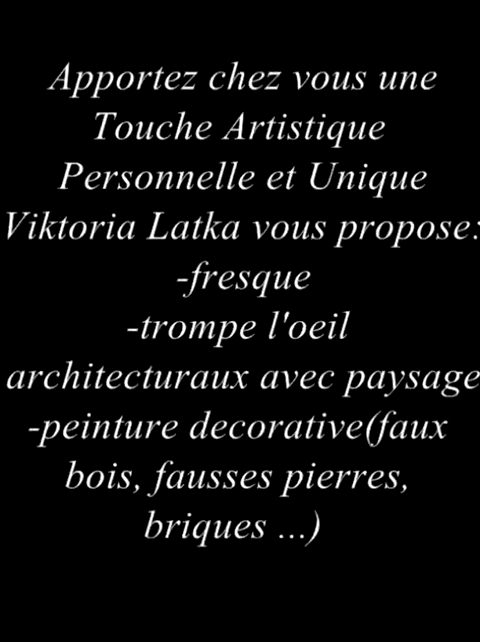 Apportez chez vous une
Touche Artistique
Personnelle et Unique
Viktoria Latka vous propose:
-fresque
-trompe l'oeil
architecturaux avec paysage
-peinture decorative(faux
bois, fausses pierres,
briques ...)